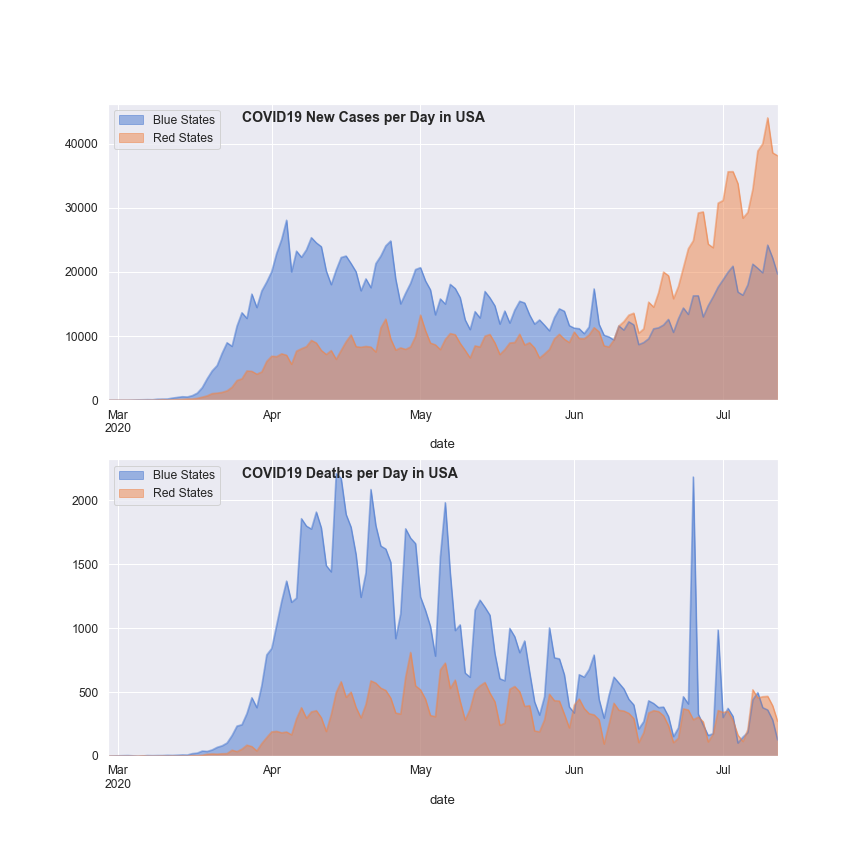 COVID19 New Cases per Day in USA
Blue States
Red States
40000
30000
20000
10000
0
Mar Apr May Jun Jul
2020
date
COVID19 Deaths per Day in USA
Blue States
Red States
2000
1500
1000
500
0
Mar Apr May Jun Jul
2020
date